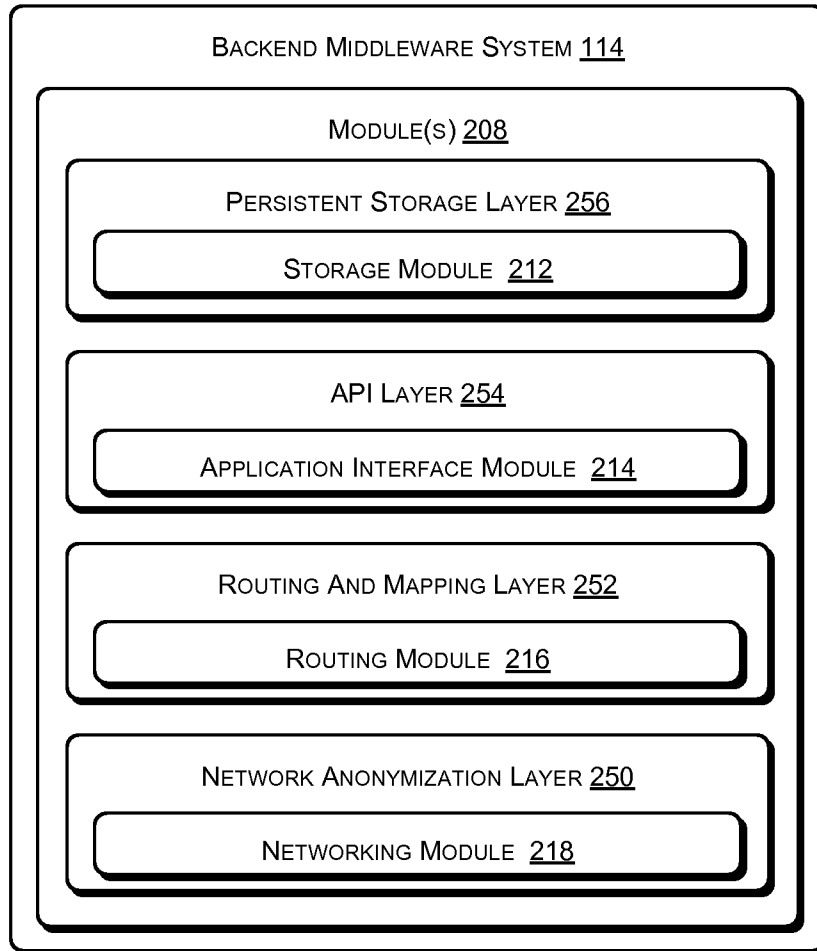 BACKEND MIDDLEWARE SYSTEM 114
MODULE(S) 208
PERSISTENT STORAGE LAYER 256
STORAGE MODULE 212
API LAYER 254
APPLICATION INTERFACE MODULE 214
ROUTING AND MAPPING LAYER 252
ROUTING MODULE 216
NETWORK ANONYMIZATION LAYER 250
NETWORKING MODULE 218